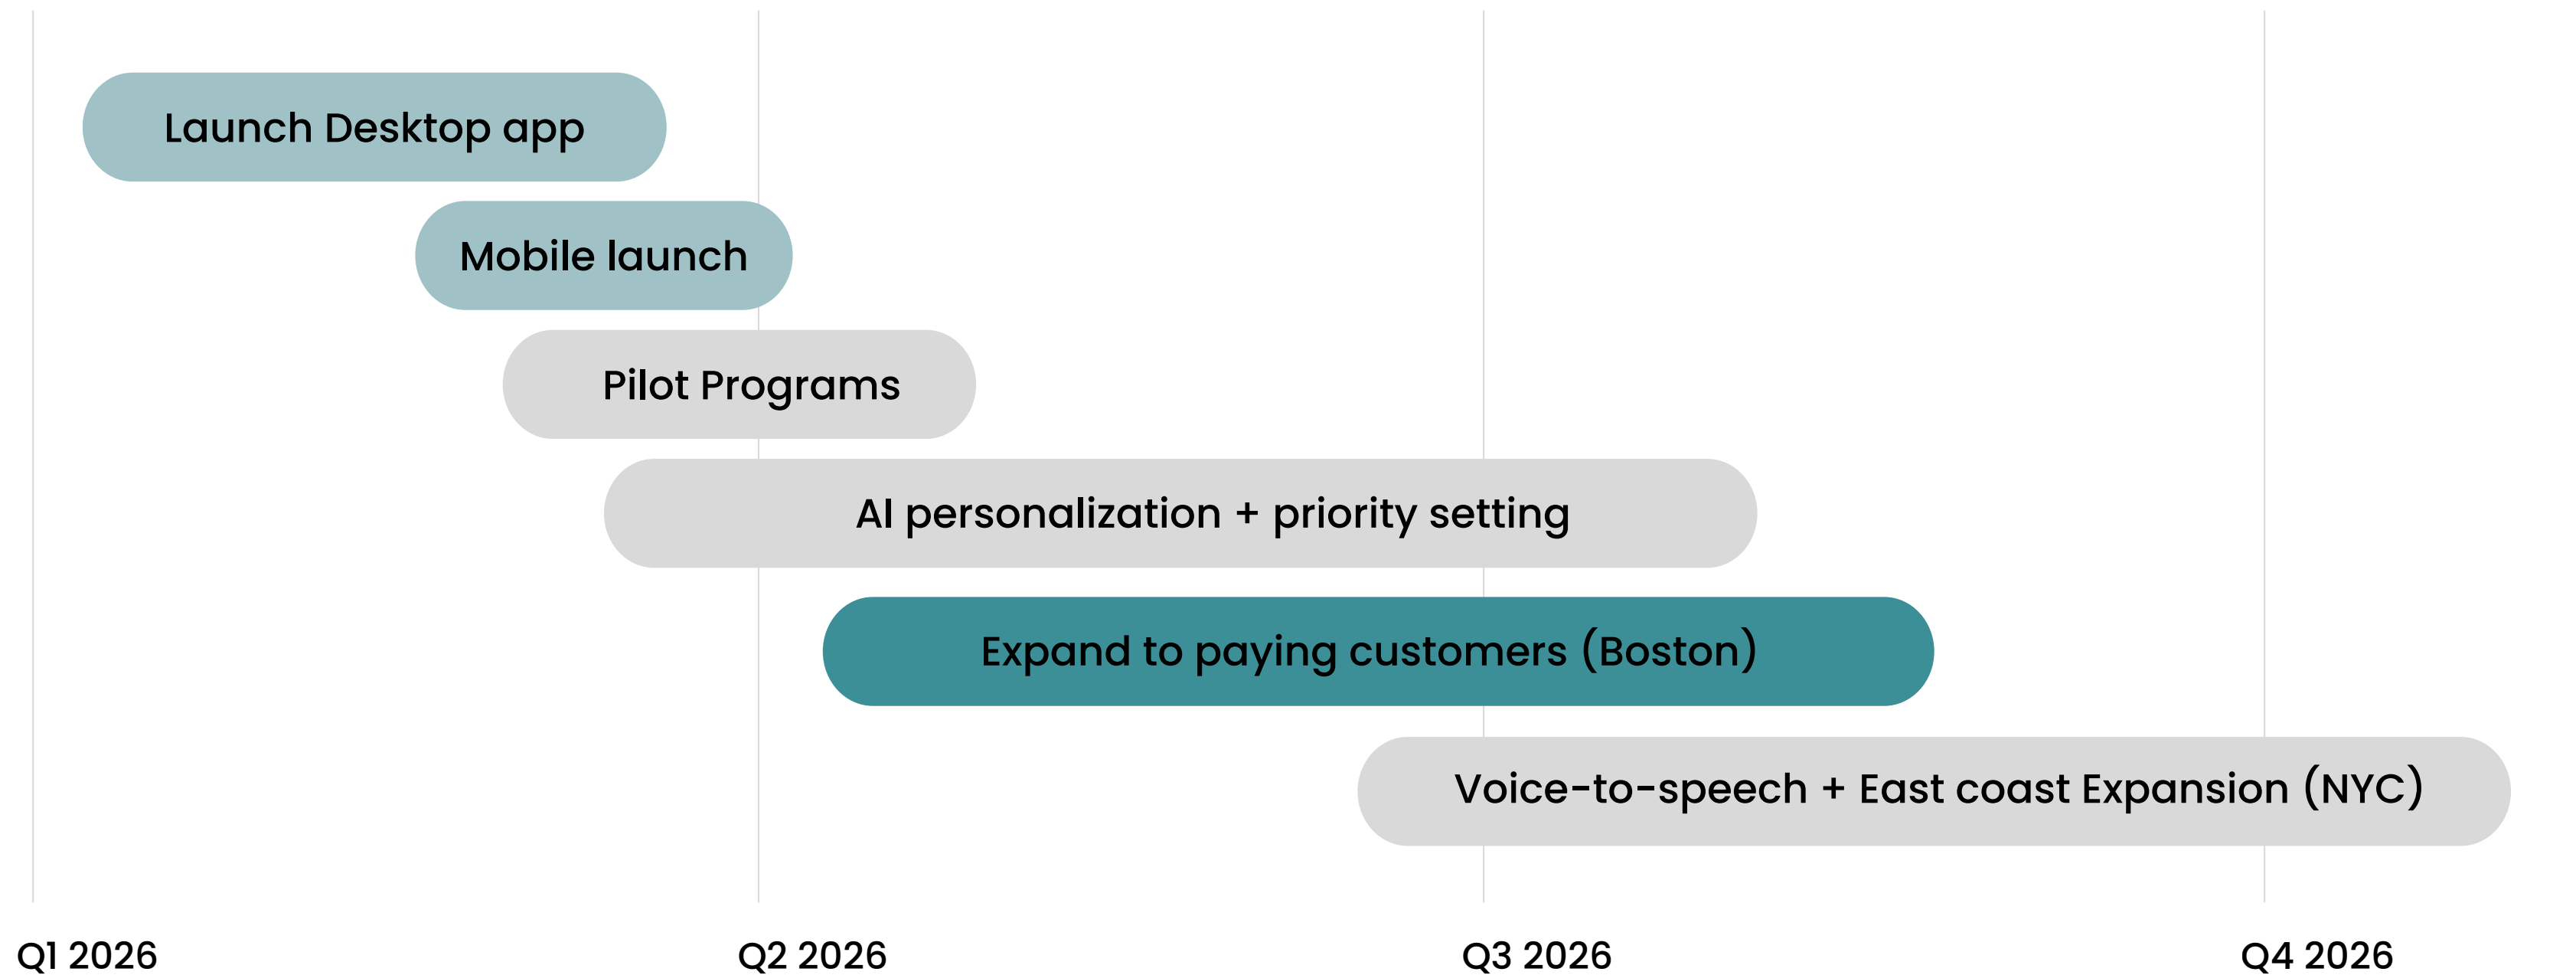 Launch Desktop app
Mobile launch
Pilot Programs
AI personalization + priority setting
Expand to paying customers (Boston)
Voice-to-speech + East coast Expansion (NYC)
Q1 2026
Q2 2026
Q3 2026
Q4 2026